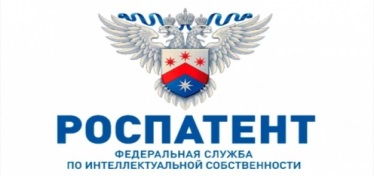 РОСПАТЕНТ
ФЕДЕРАЛЬНАЯ СЛУЖБА
ПО ИНТЕЛЛЕКТУАЛЬНОЙ СОБСТВЕННОСТИ